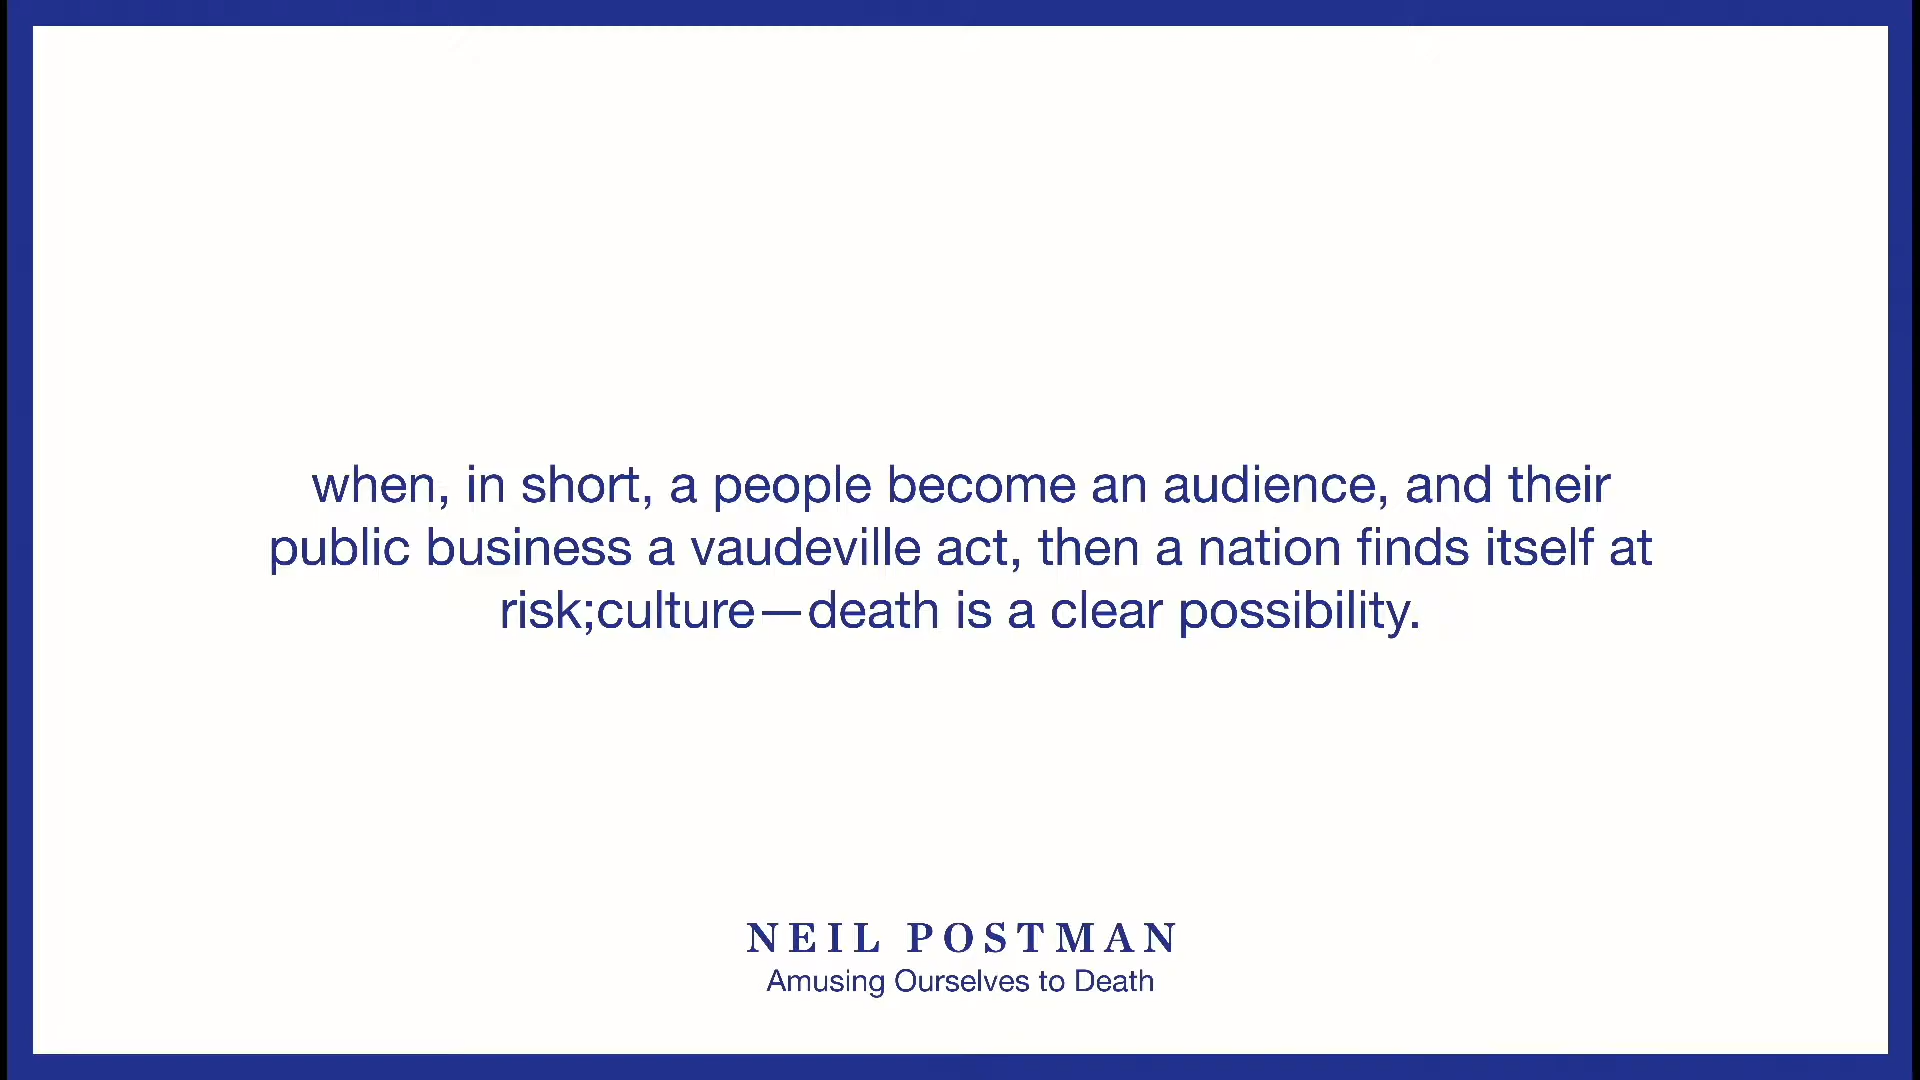 when, in short, a people become an audience, and their
public business a vaudeville act, then a nation finds itself at
risk;culture—death is a clear possibility.
NEIL POSTMAN
Amusing Ourselves to Death